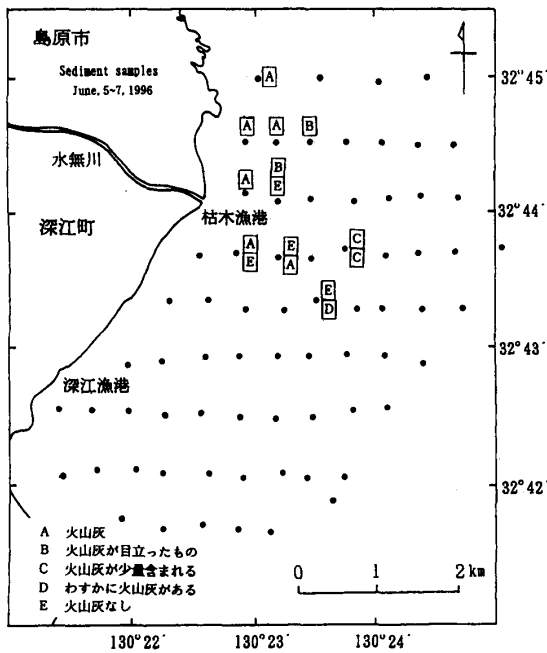 島原市
Sediment samples
June, 5~7, 1996
A
32°45′
A A B
水無川
B
A E
32°44′
枯木漁港
深江町
A E C
E A C
E
D
32°43′
深江漁港
32°42′
A 火山灰
B 火山灰が目立ったもの
C 火山灰が少量含まれる
D わずかに火山灰がある
E 火山灰なし
0 1 2 km
130°22′ 130°23′ 130°24′